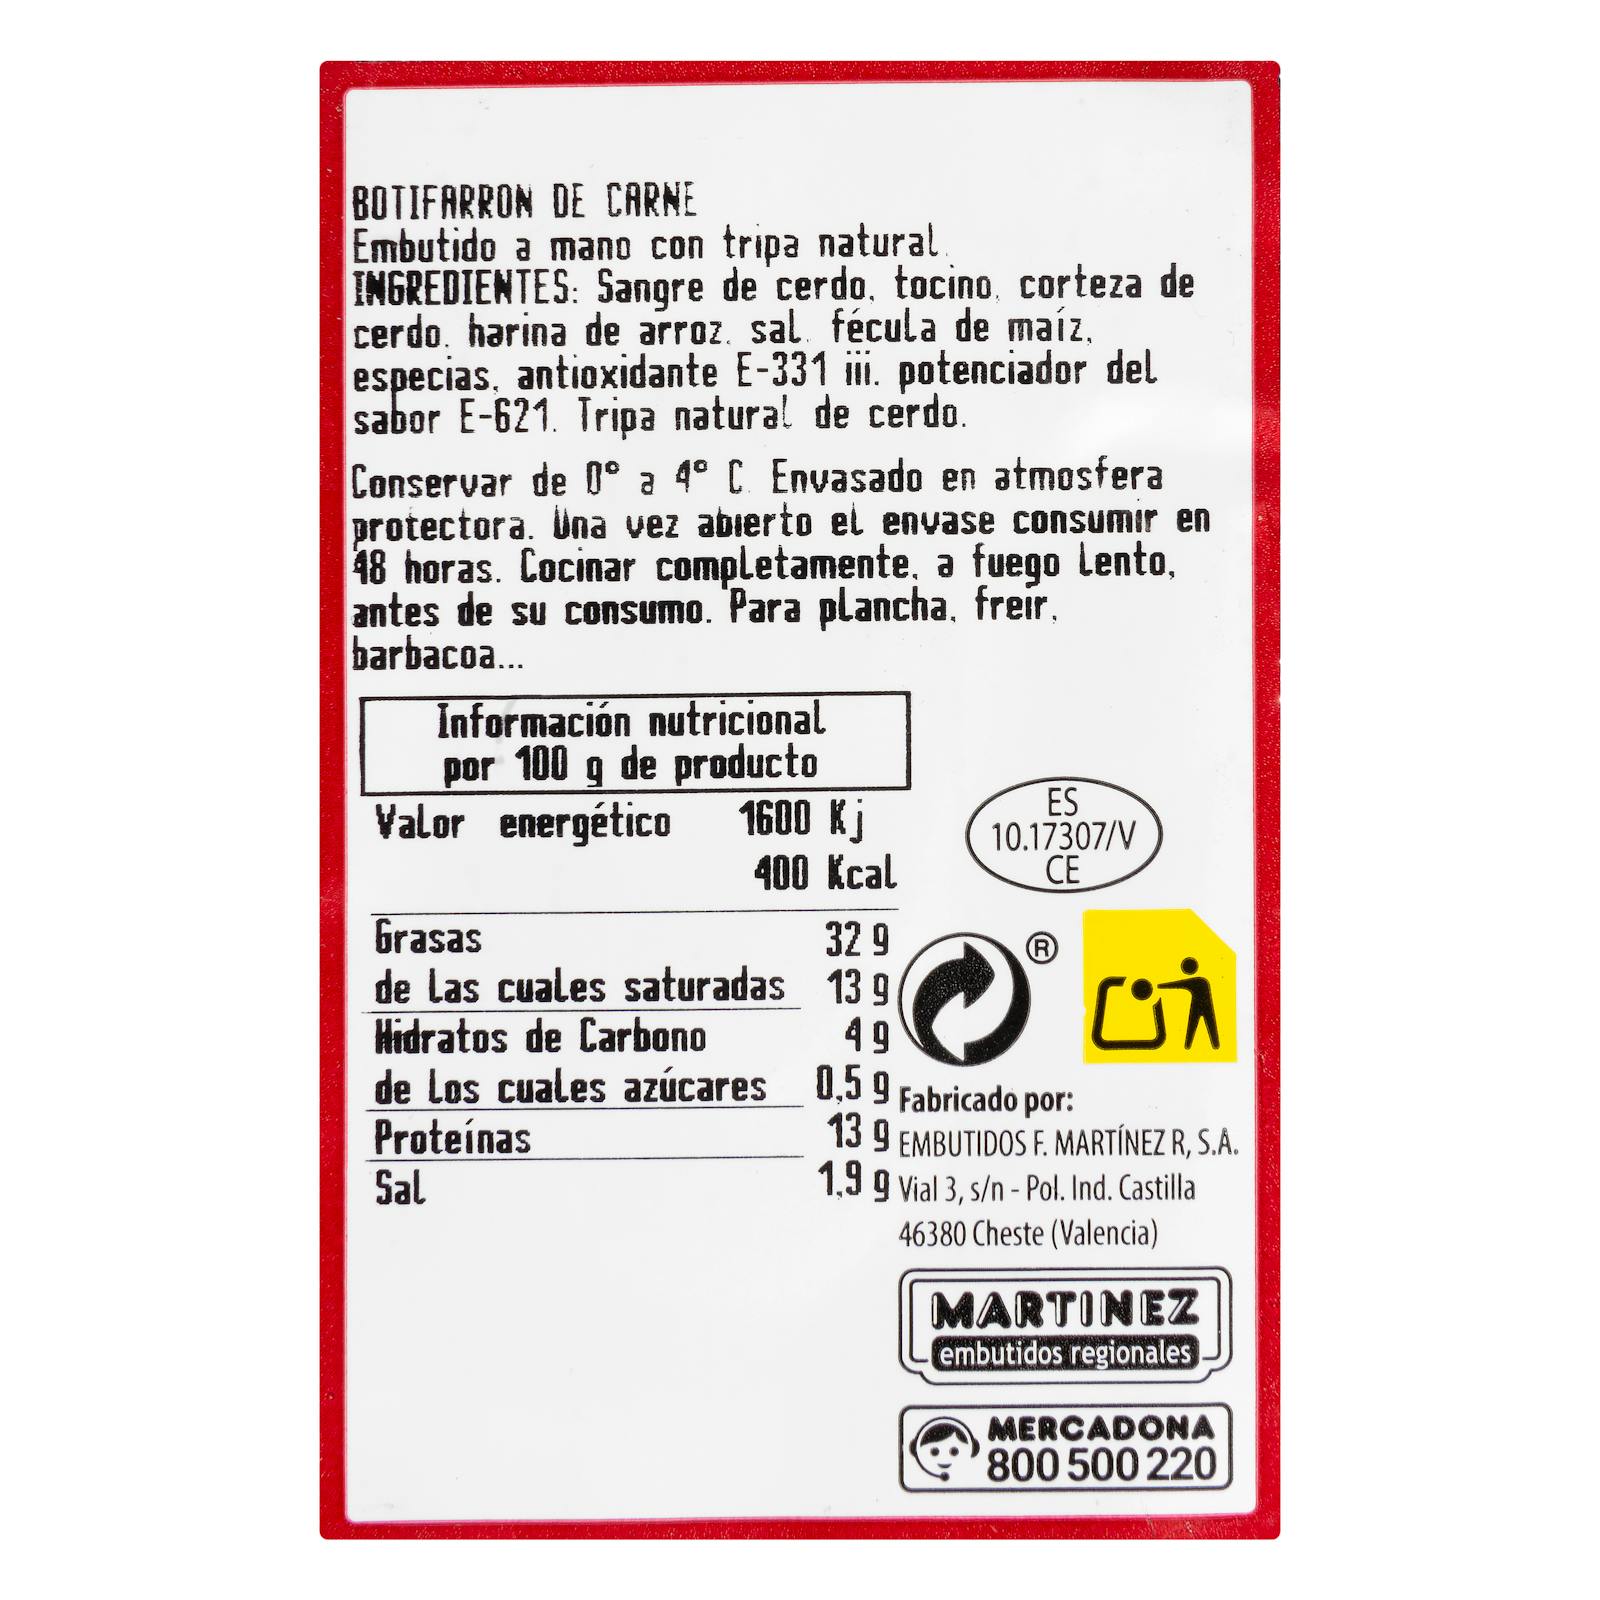 BOTIFARRON DE CARNE
Embutido a mano con tripa natural.
INGREDIENTES: Sangre de cerdo, tocino, corteza de
cerdo, harina de arroz, sal, fécula de maíz,
especias, antioxidante E-331 iii, potenciador del
sabor E-621. Tripa natural de cerdo.
Conservar de 0° a 4° C. Envasado en atmosfera
protectora. Una vez abierto el envase consumir en
48 horas. Cocinar completamente, a fuego lento,
antes de su consumo. Para plancha, freír,
barbacoa...
Información nutricional
por 100 g de producto
Valor energético 1600 Kj
400 Kcal
Grasas 32 g
de las cuales saturadas 13 g
Hidratos de Carbono 4 g
de los cuales azúcares 0,5 g
Proteínas 13 g
Sal 1,9 g
ES
10.17307/V
CE
®
Fabricado por:
EMBUTIDOS F. MARTÍNEZ R, S.A.
Vial 3, s/n - Pol. Ind. Castilla
46380 Cheste (Valencia)
MARTINEZ
embutidos regionales
MERCADONA
800 500 220